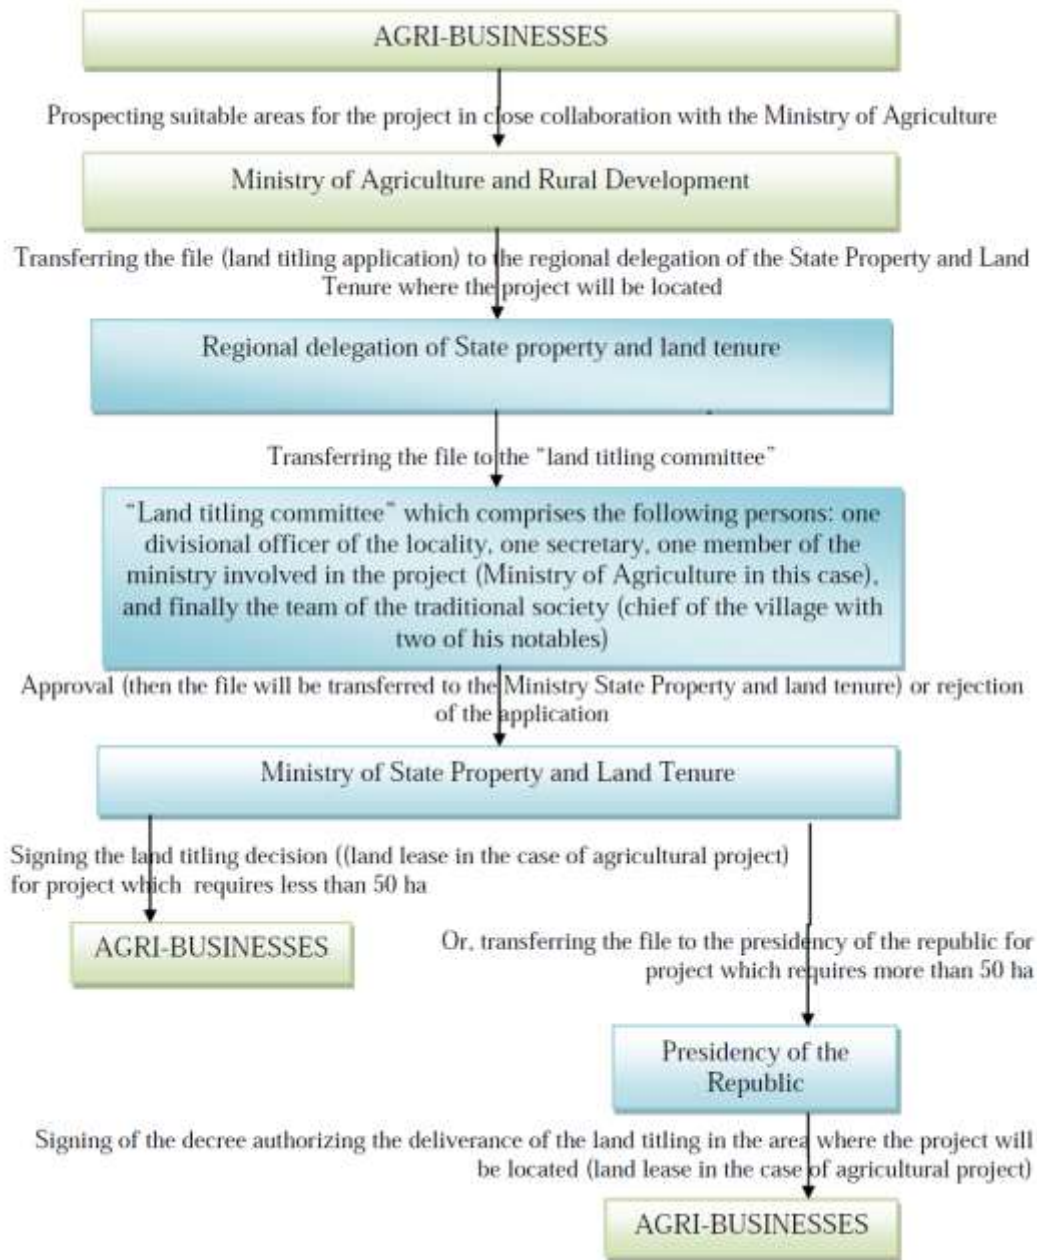 AGRI-BUSINESSES
Prospecting suitable areas for the project in close collaboration with the Ministry of Agriculture
Ministry of Agriculture and Rural Development
Transferring the file (land titling application) to the regional delegation of the State Property and Land
Tenure where the project will be located
Regional delegation of State property and land tenure
Transferring the file to the “land titling committee”
“Land titling committee” which comprises the following persons: one
divisional officer of the locality, one secretary, one member of the
ministry involved in the project (Ministry of Agriculture in this case),
and finally the team of the traditional society (chief of the village with
two of his notables)
Approval (then the file will be transferred to the Ministry State Property and land tenure) or rejection
of the application
Ministry of State Property and Land Tenure
Signing the land titling decision ((land lease in the case of agricultural project)
for project which requires less than 50 ha
AGRI-BUSINESSES
Or, transferring the file to the presidency of the republic for
project which requires more than 50 ha
Presidency of the
Republic
Signing of the decree authorizing the deliverance of the land titling in the area where the project will
be located (land lease in the case of agricultural project)
AGRI-BUSINESSES